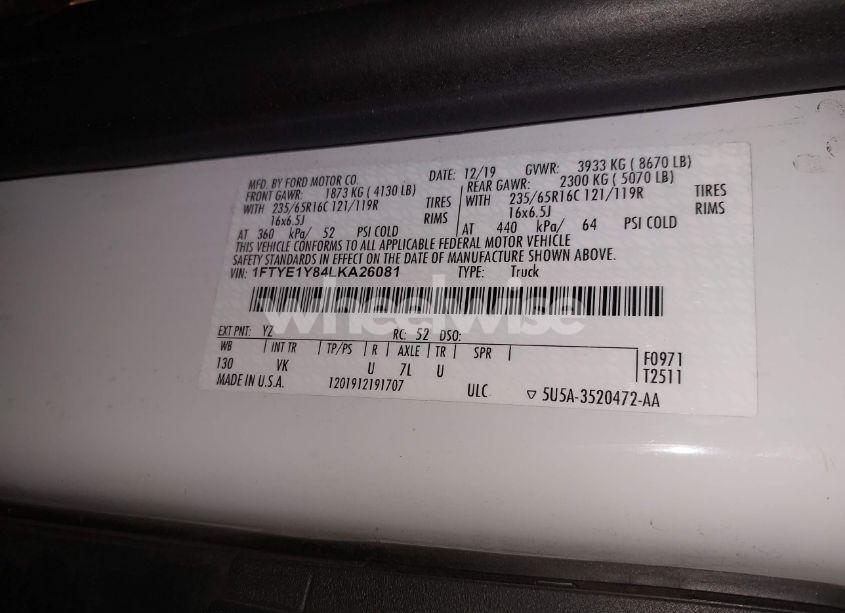 MFD. BY FORD MOTOR CO. DATE: 12/19 GVWR: 3933 KG ( 8670 LB)
FRONT GAWR: 1873 KG ( 4130 LB) REAR GAWR: 2300 KG ( 5070 LB)
WITH 235/65R16C 121/119R TIRES WITH 235/65R16C 121/119R TIRES
16x6.5J RIMS 16x6.5J RIMS
AT 360 kPa/ 52 PSI COLD AT 440 kPa/ 64 PSI COLD
THIS VEHICLE CONFORMS TO ALL APPLICABLE FEDERAL MOTOR VEHICLE
SAFETY STANDARDS IN EFFECT ON THE DATE OF MANUFACTURE SHOWN ABOVE.
VIN: 1FTYE1Y84LKA26081 TYPE: Truck
wheelwise
EXT PNT: YZ RC: 52 DSO:
WB INT TR TP/PS R AXLE TR SPR F0971
130 VK U 7L U T2511
MADE IN U.S.A. 1201912191707 ULC ▽ 5U5A-3520472-AA